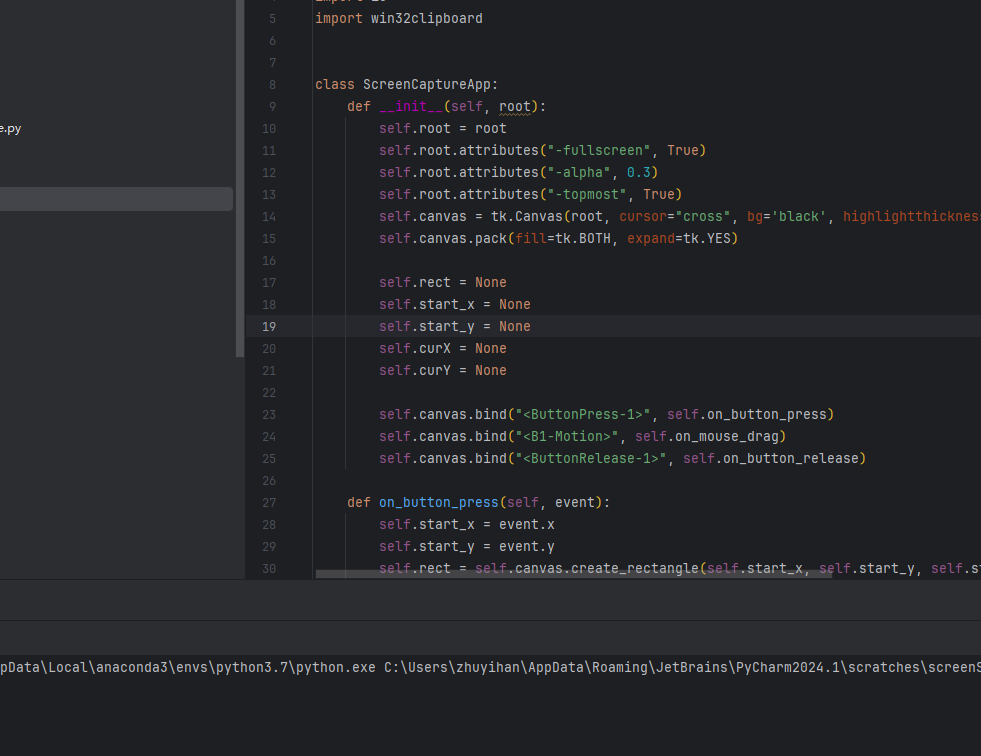 e.py
5 import win32clipboard
6
7
8 class ScreenCaptureApp:
9 def __init__(self, root):
10 self.root = root
11 self.root.attributes("-fullscreen", True)
12 self.root.attributes("-alpha", 0.3)
13 self.root.attributes("-topmost", True)
14 self.canvas = tk.Canvas(root, cursor="cross", bg='black', highlightthicknes
15 self.canvas.pack(fill=tk.BOTH, expand=tk.YES)
16
17 self.rect = None
18 self.start_x = None
19 self.start_y = None
20 self.curX = None
21 self.curY = None
22
23 self.canvas.bind("<ButtonPress-1>", self.on_button_press)
24 self.canvas.bind("<B1-Motion>", self.on_mouse_drag)
25 self.canvas.bind("<ButtonRelease-1>", self.on_button_release)
26
27 def on_button_press(self, event):
28 self.start_x = event.x
29 self.start_y = event.y
30 self.rect = self.canvas.create_rectangle(self.start_x, self.start_y, self.st
pData\Local\anaconda3\envs\python3.7\python.exe C:\Users\zhuyihan\AppData\Roaming\JetBrains\PyCharm2024.1\scratches\screenS